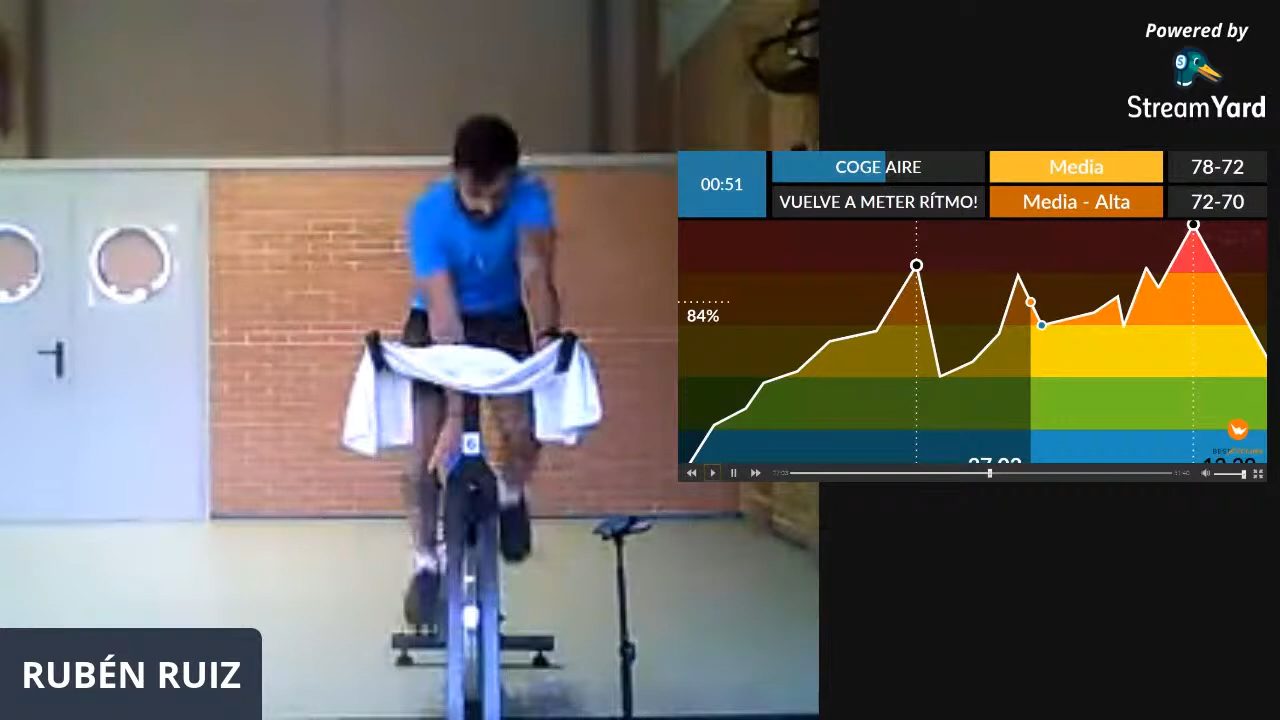 Powered by
StreamYard
00:51
COGE AIRE
Media
78-72
VUELVE A METER RÍTMO!
Media - Alta
72-70
84%
RUBÉN RUIZ